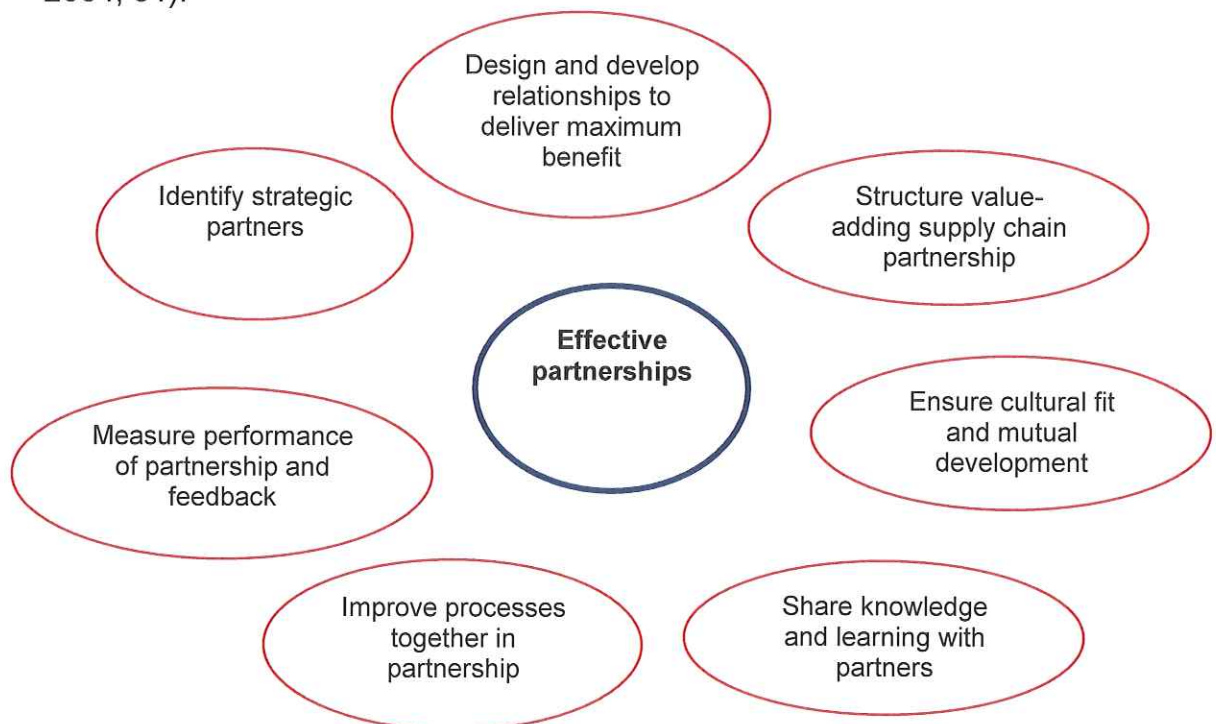 Design and develop
relationships to
deliver maximum
benefit
Identify strategic
partners
Structure value-
adding supply chain
partnership
Effective
partnerships
Ensure cultural fit
and mutual
development
Measure performance
of partnership and
feedback
Improve processes
together in
partnership
Share knowledge
and learning with
partners